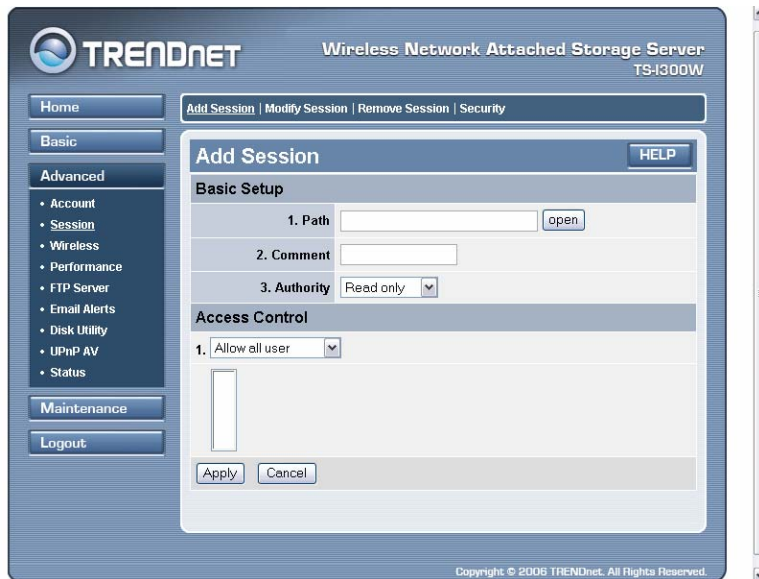 TRENDnet
Wireless Network Attached Storage Server
TS-I300W
Home
Basic
Advanced
• Account
• Session
• Wireless
• Performance
• FTP Server
• Email Alerts
• Disk Utility
• UPnP AV
• Status
Maintenance
Logout
Add Session | Modify Session | Remove Session | Security
Add Session
HELP
Basic Setup
1. Path
open
2. Comment
3. Authority Read only
Access Control
1. Allow all user
Apply Cancel
Copyright © 2006 TRENDnet. All Rights Reserved.